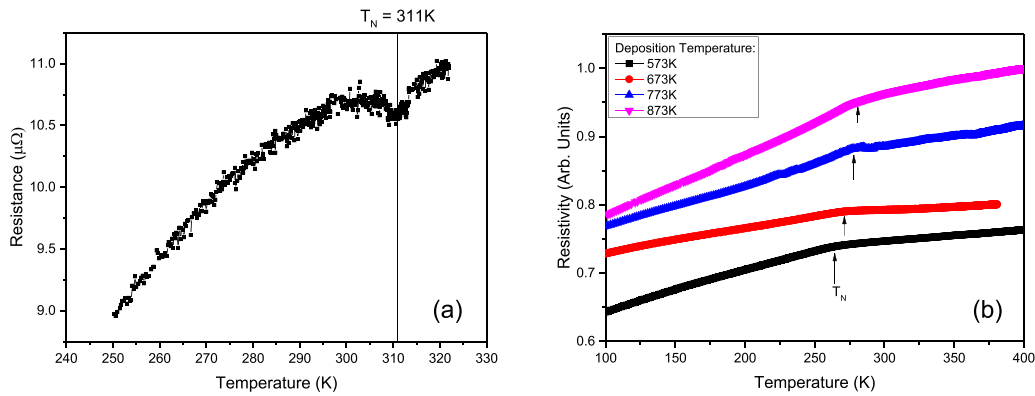 (a)
T_N = 311K
11.0
10.5
10.0
9.5
9.0
240 250 260 270 280 290 300 310 320 330
Resistance (μΩ)
Temperature (K)
(b)
Deposition Temperature:
573K
673K
773K
873K
1.0
0.9
0.8
0.7
0.6
T_N
100 150 200 250 300 350 400
Resistivity (Arb. Units)
Temperature (K)